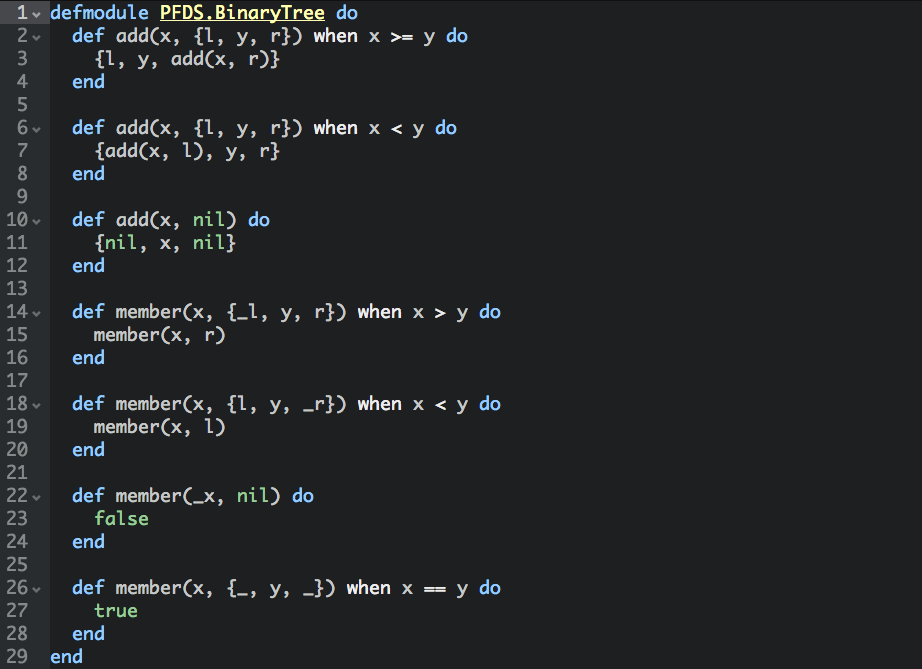 1 defmodule PFDS.BinaryTree do
2   def add(x, {l, y, r}) when x >= y do
3     {l, y, add(x, r)}
4   end
5
6   def add(x, {l, y, r}) when x < y do
7     {add(x, l), y, r}
8   end
9
10   def add(x, nil) do
11     {nil, x, nil}
12   end
13
14   def member(x, {_l, y, r}) when x > y do
15     member(x, r)
16   end
17
18   def member(x, {l, y, _r}) when x < y do
19     member(x, l)
20   end
21
22   def member(_x, nil) do
23     false
24   end
25
26   def member(x, {_, y, _}) when x == y do
27     true
28   end
29 end